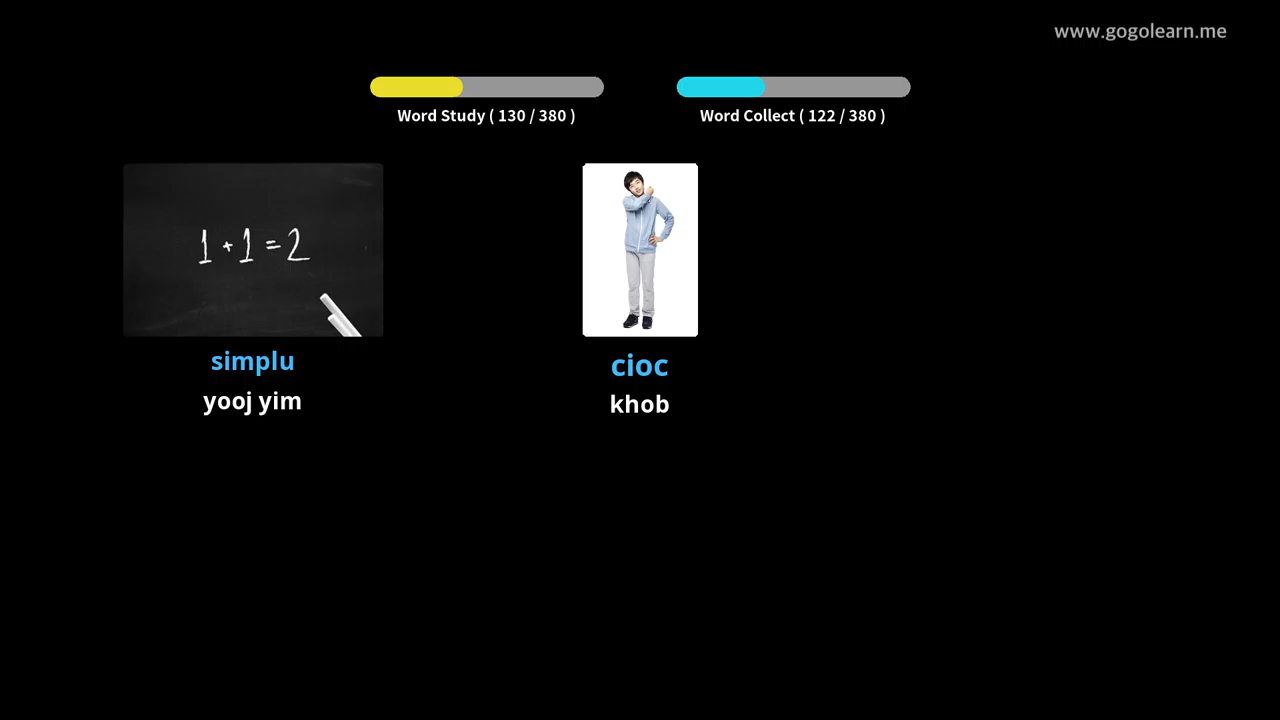 www.gogolearn.me
Word Study ( 130 / 380 )
Word Collect ( 122 / 380 )
1 + 1 = 2
simplu
yooj yim
cioc
khob